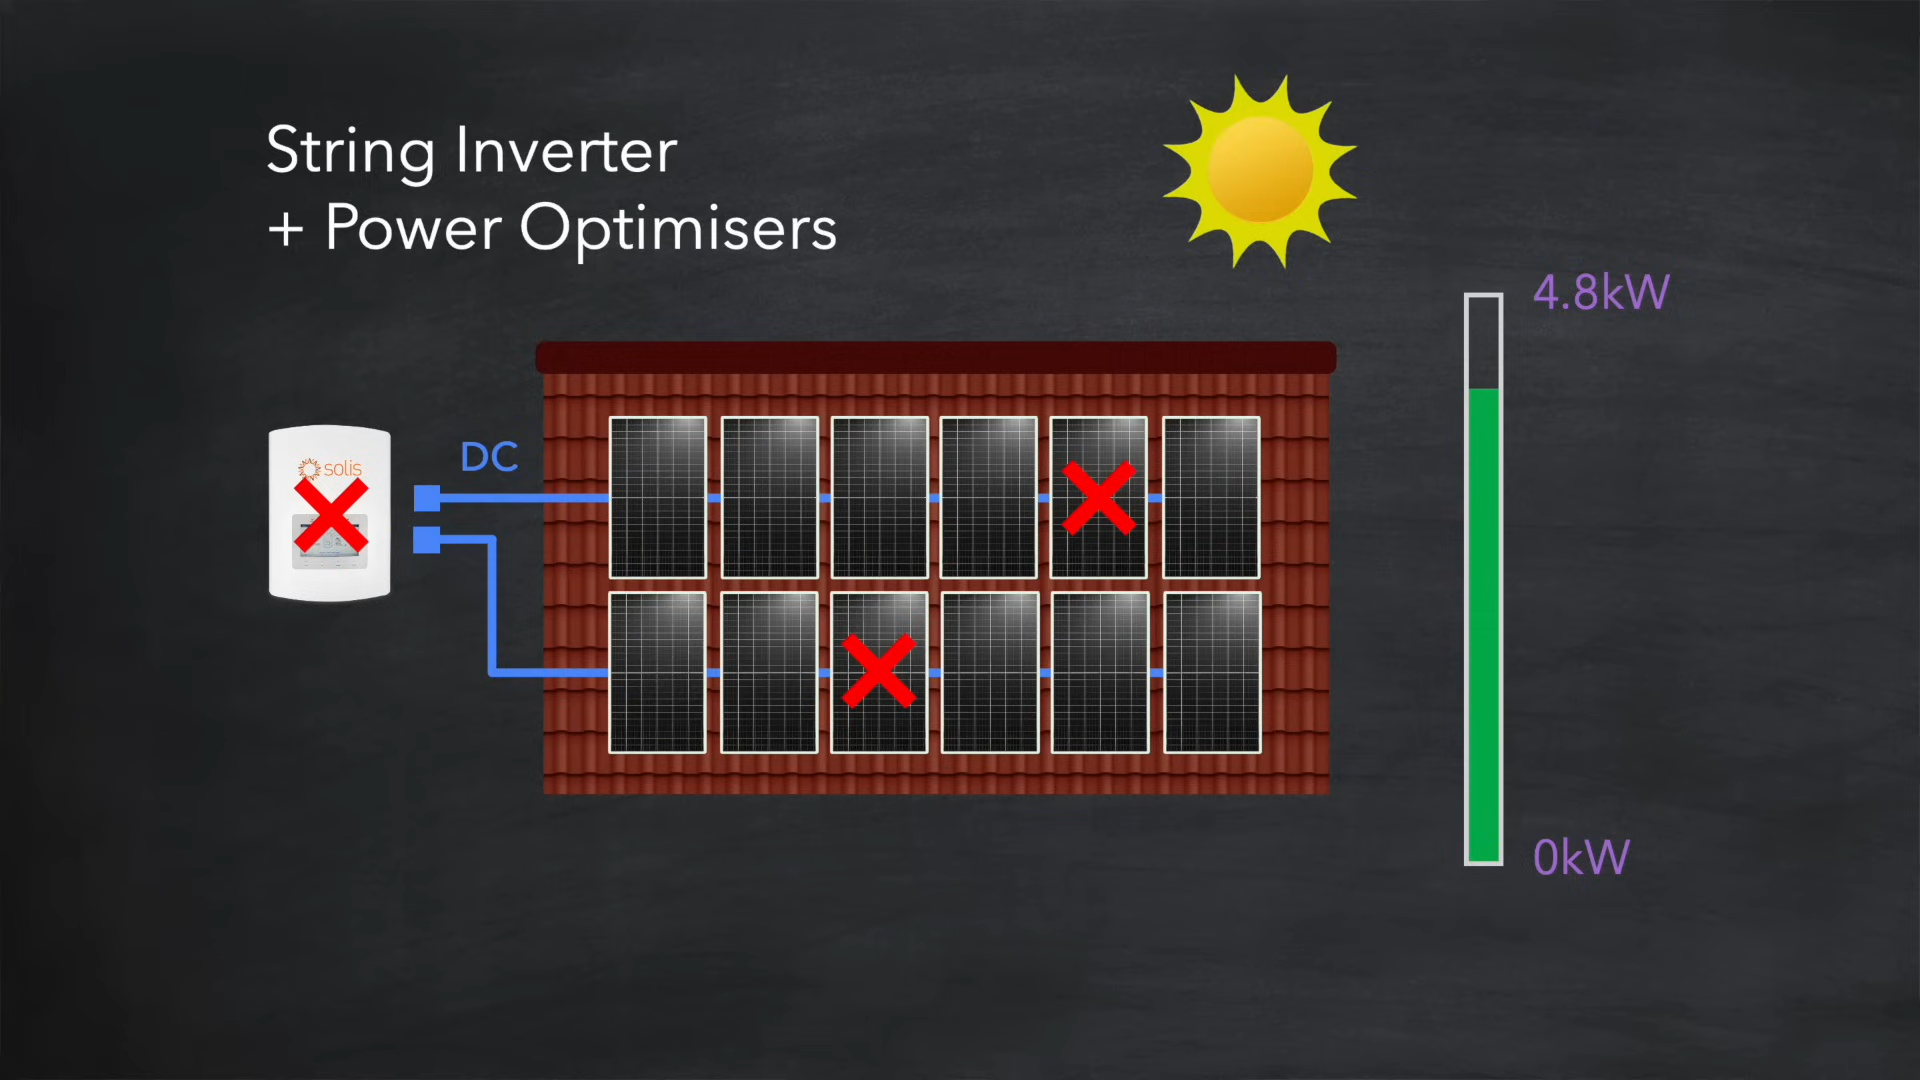 String Inverter
+ Power Optimisers
4.8kW
DC
solis
0kW